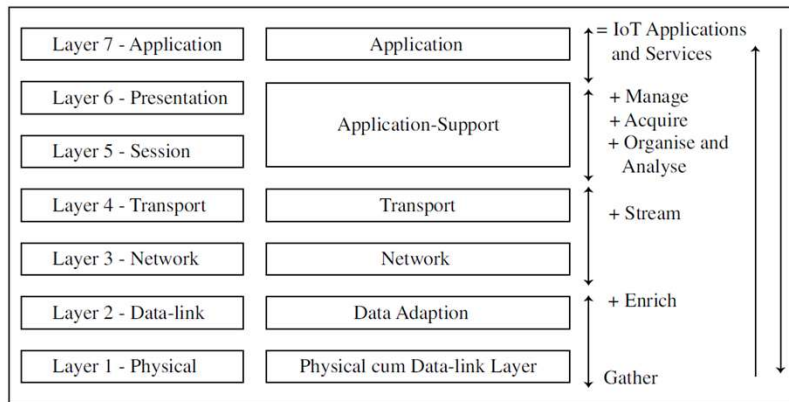 Layer 7 - Application
Application
= IoT Applications
and Services
Layer 6 - Presentation
Application-Support
+ Manage
+ Acquire
+ Organise and
Analyse
Layer 5 - Session
Layer 4 - Transport
Transport
+ Stream
Layer 3 - Network
Network
Layer 2 - Data-link
Data Adaption
+ Enrich
Layer 1 - Physical
Physical cum Data-link Layer
Gather